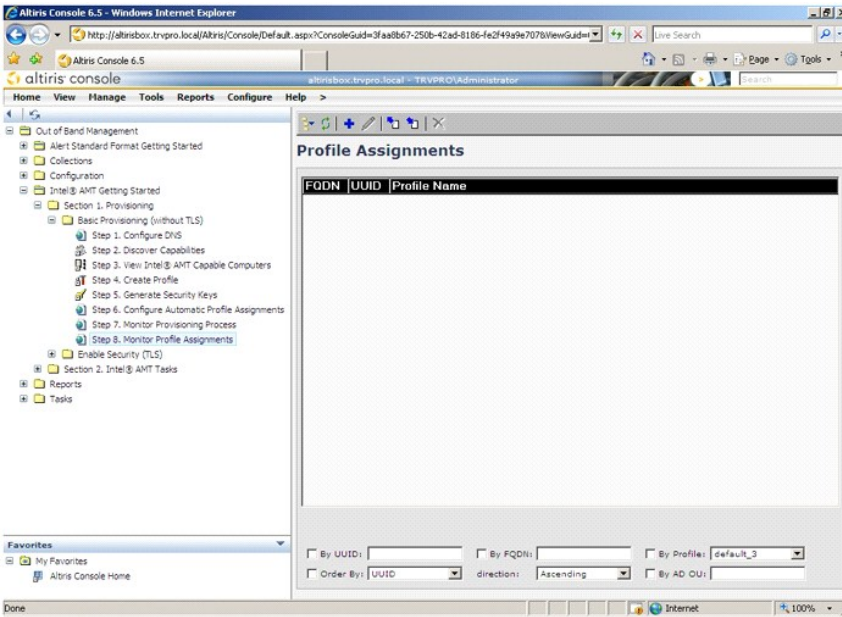 Altiris Console 6.5 - Windows Internet Explorer
http://altirisbox.trvpro.local/Altiris/Console/Default.aspx?ConsoleGuid=3faa8b67-250b-42ad-8186-fe2f49a9e707&ViewGuid=
Live Search
Altiris Console 6.5
Page
Tools
altiris console
altirisbox.trvpro.local - TRVPRO\Administrator
Search
Home View Manage Tools Reports Configure Help >
Out of Band Management
Alert Standard Format Getting Started
Collections
Configuration
Intel® AMT Getting Started
Section 1. Provisioning
Basic Provisioning (without TLS)
Step 1. Configure DNS
Step 2. Discover Capabilities
Step 3. View Intel® AMT Capable Computers
Step 4. Create Profile
Step 5. Generate Security Keys
Step 6. Configure Automatic Profile Assignments
Step 7. Monitor Provisioning Process
Step 8. Monitor Profile Assignments
Enable Security (TLS)
Section 2. Intel® AMT Tasks
Reports
Tasks
Profile Assignments
FQDN UUID Profile Name
By UUID: By FQDN: By Profile: default_3
Order By: UUID direction: Ascending By AD OU:
Favorites
My Favorites
Altiris Console Home
Done
Internet
100%